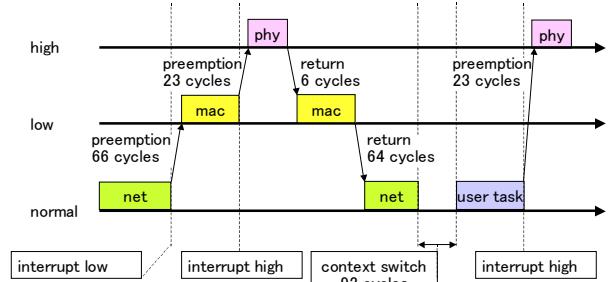 high
phy
phy
preemption
23 cycles
return
6 cycles
preemption
23 cycles
low
mac
mac
preemption
66 cycles
return
64 cycles
normal
net
net
user task
interrupt low
interrupt high
context switch
interrupt high